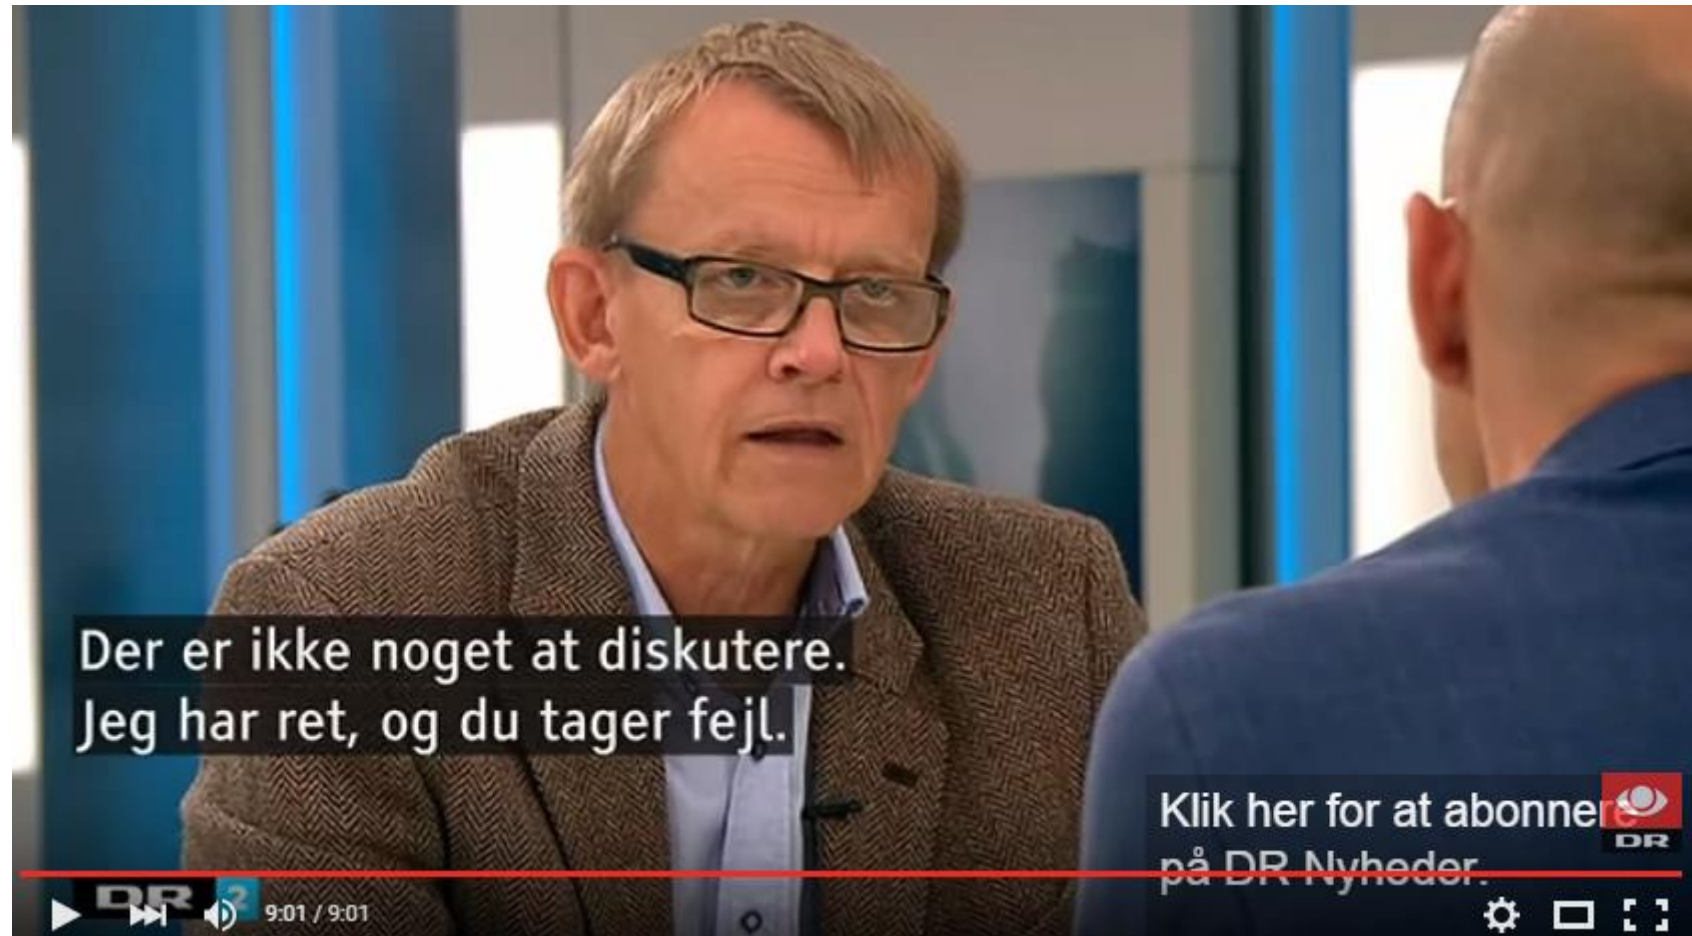 Der er ikke noget at diskutere.
Jeg har ret, og du tager fejl.
Klik her for at abonnere
på DR Nyheder.
DR
DR 2
9:01 / 9:01